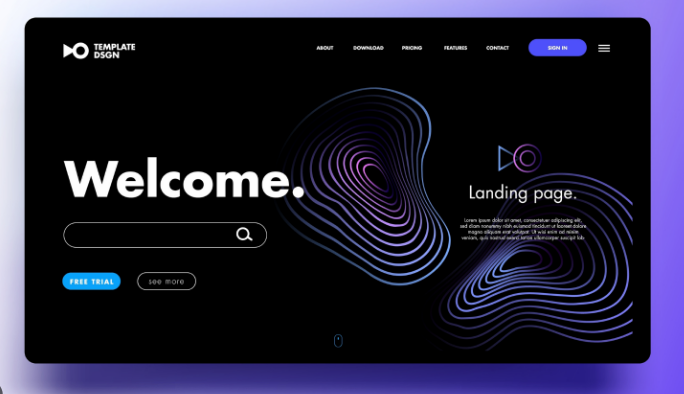 TEMPLATE
DSGN
ABOUT DOWNLOAD PRICING FEATURES CONTACT SIGN IN
Welcome.
FREE TRIAL see more
Landing page.
Lorem ipsum dolor sit amet, consectetuer adipiscing elit,
sed diam nonummy nibh euismod tincidunt ut laoreet dolore
magna aliquam erat volutpat. Ut wisi enim ad minim
veniam, quis nostrud exerci tation ullamcorper suscipit lob